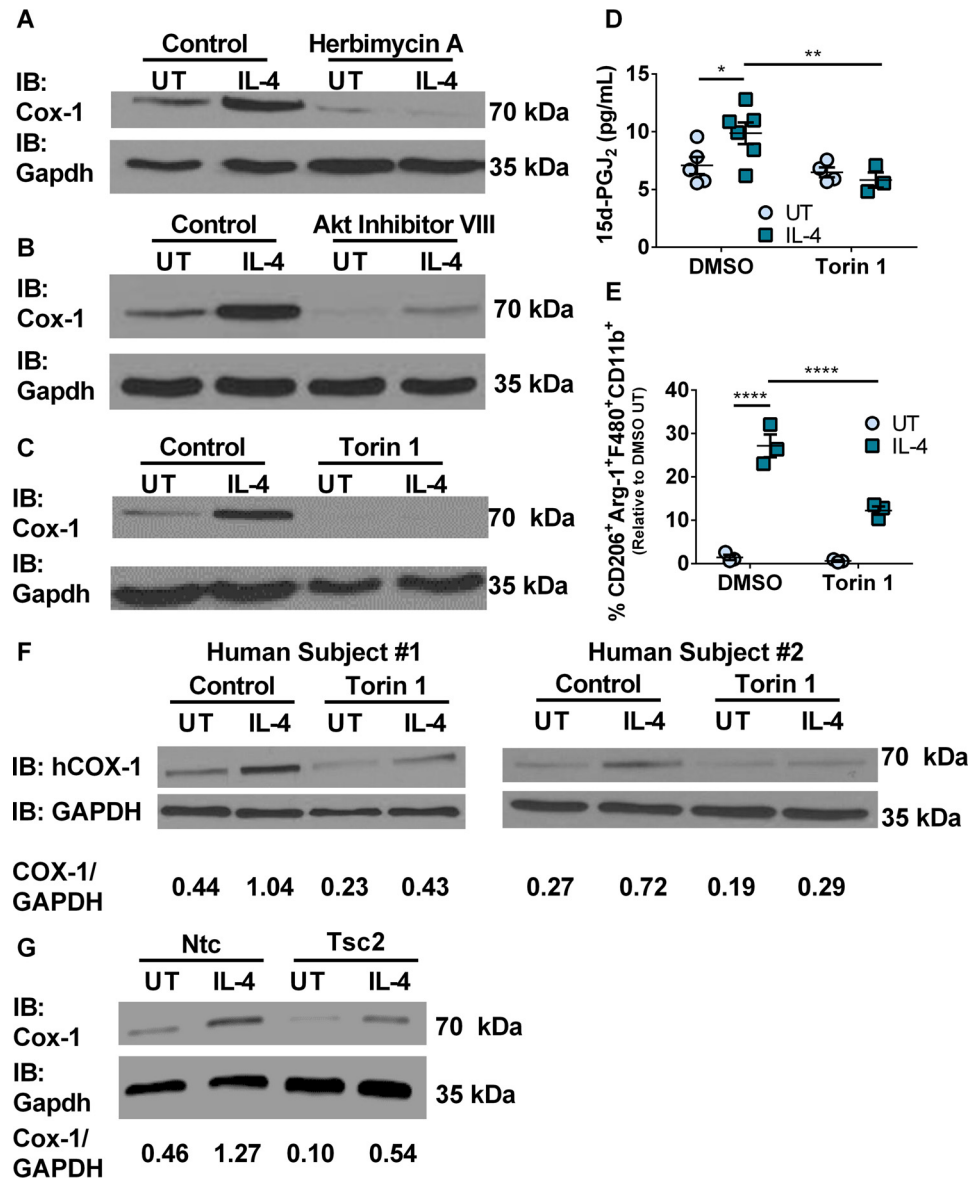 A
Control Herbimycin A
UT IL-4 UT IL-4
IB:
Cox-1 70 kDa
IB:
Gapdh 35 kDa
B
Control Akt Inhibitor VIII
UT IL-4 UT IL-4
IB:
Cox-1 70 kDa
IB:
Gapdh 35 kDa
C
Control Torin 1
UT IL-4 UT IL-4
IB:
Cox-1 70 kDa
IB:
Gapdh 35 kDa
D
* **
15d-PGJ2 (pg/mL)
15
10
5
0
UT
IL-4
DMSO Torin 1
E
**** ****
% CD206+Arg-1+F480+CD11b+
(Relative to DMSO UT)
40
30
20
10
0
UT
IL-4
DMSO Torin 1
F
Human Subject #1 Human Subject #2
Control Torin 1 Control Torin 1
UT IL-4 UT IL-4 UT IL-4 UT IL-4
IB: hCOX-1 70 kDa
IB: GAPDH 35 kDa
COX-1/
GAPDH 0.44 1.04 0.23 0.43 0.27 0.72 0.19 0.29
G
Ntc Tsc2
UT IL-4 UT IL-4
IB:
Cox-1 70 kDa
IB:
Gapdh 35 kDa
Cox-1/
GAPDH 0.46 1.27 0.10 0.54